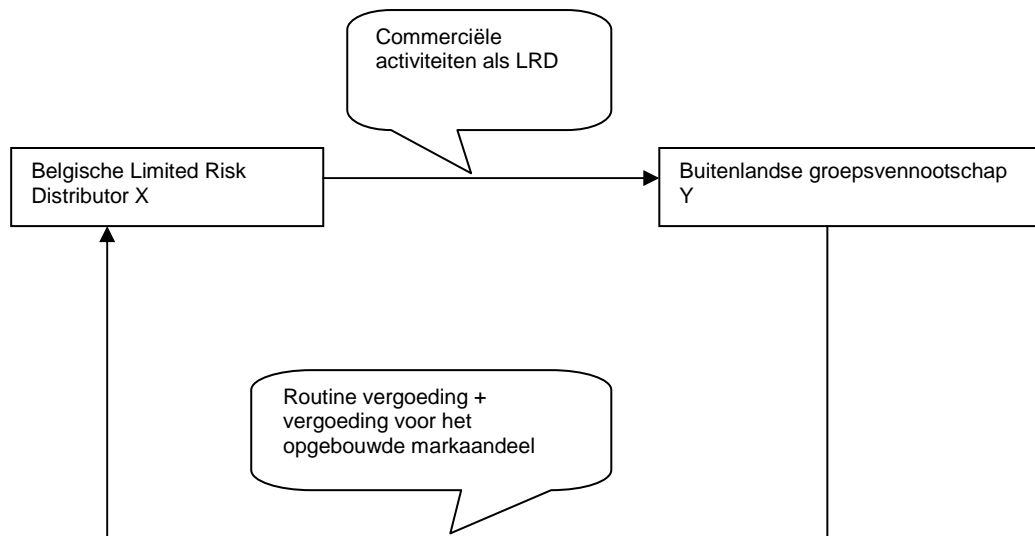 Commerciële
activiteiten als LRD
Belgische Limited Risk
Distributor X
Buitenlandse groepsvennootschap
Y
Routine vergoeding +
vergoeding voor het
opgebouwde markaandeel